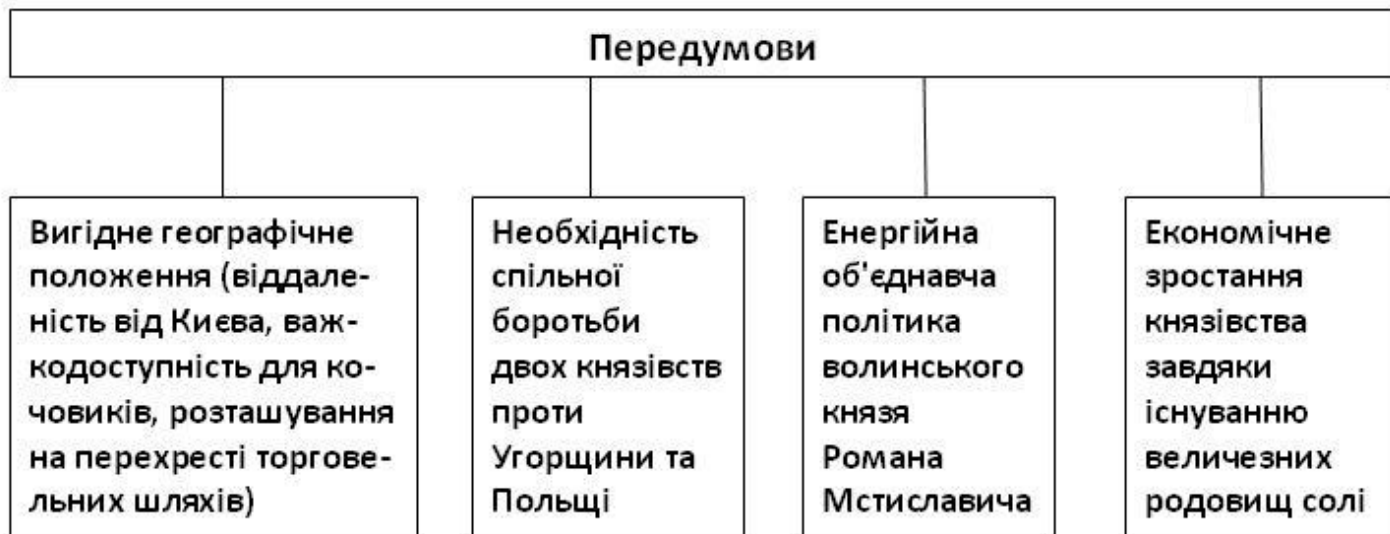 Передумови
Вигідне географічне
положення (віддале-
ність від Києва, важ-
кодоступність для ко-
човиків, розташування
на перехресті торгове-
льних шляхів)
Необхідність
спільної
боротьби
двох князівств
проти
Угорщини та
Польщі
Енергійна
об'єднавча
політика
волинського
князя
Романа
Мстиславича
Економічне
зростання
князівства
завдяки
існуванню
величезних
родовищ солі